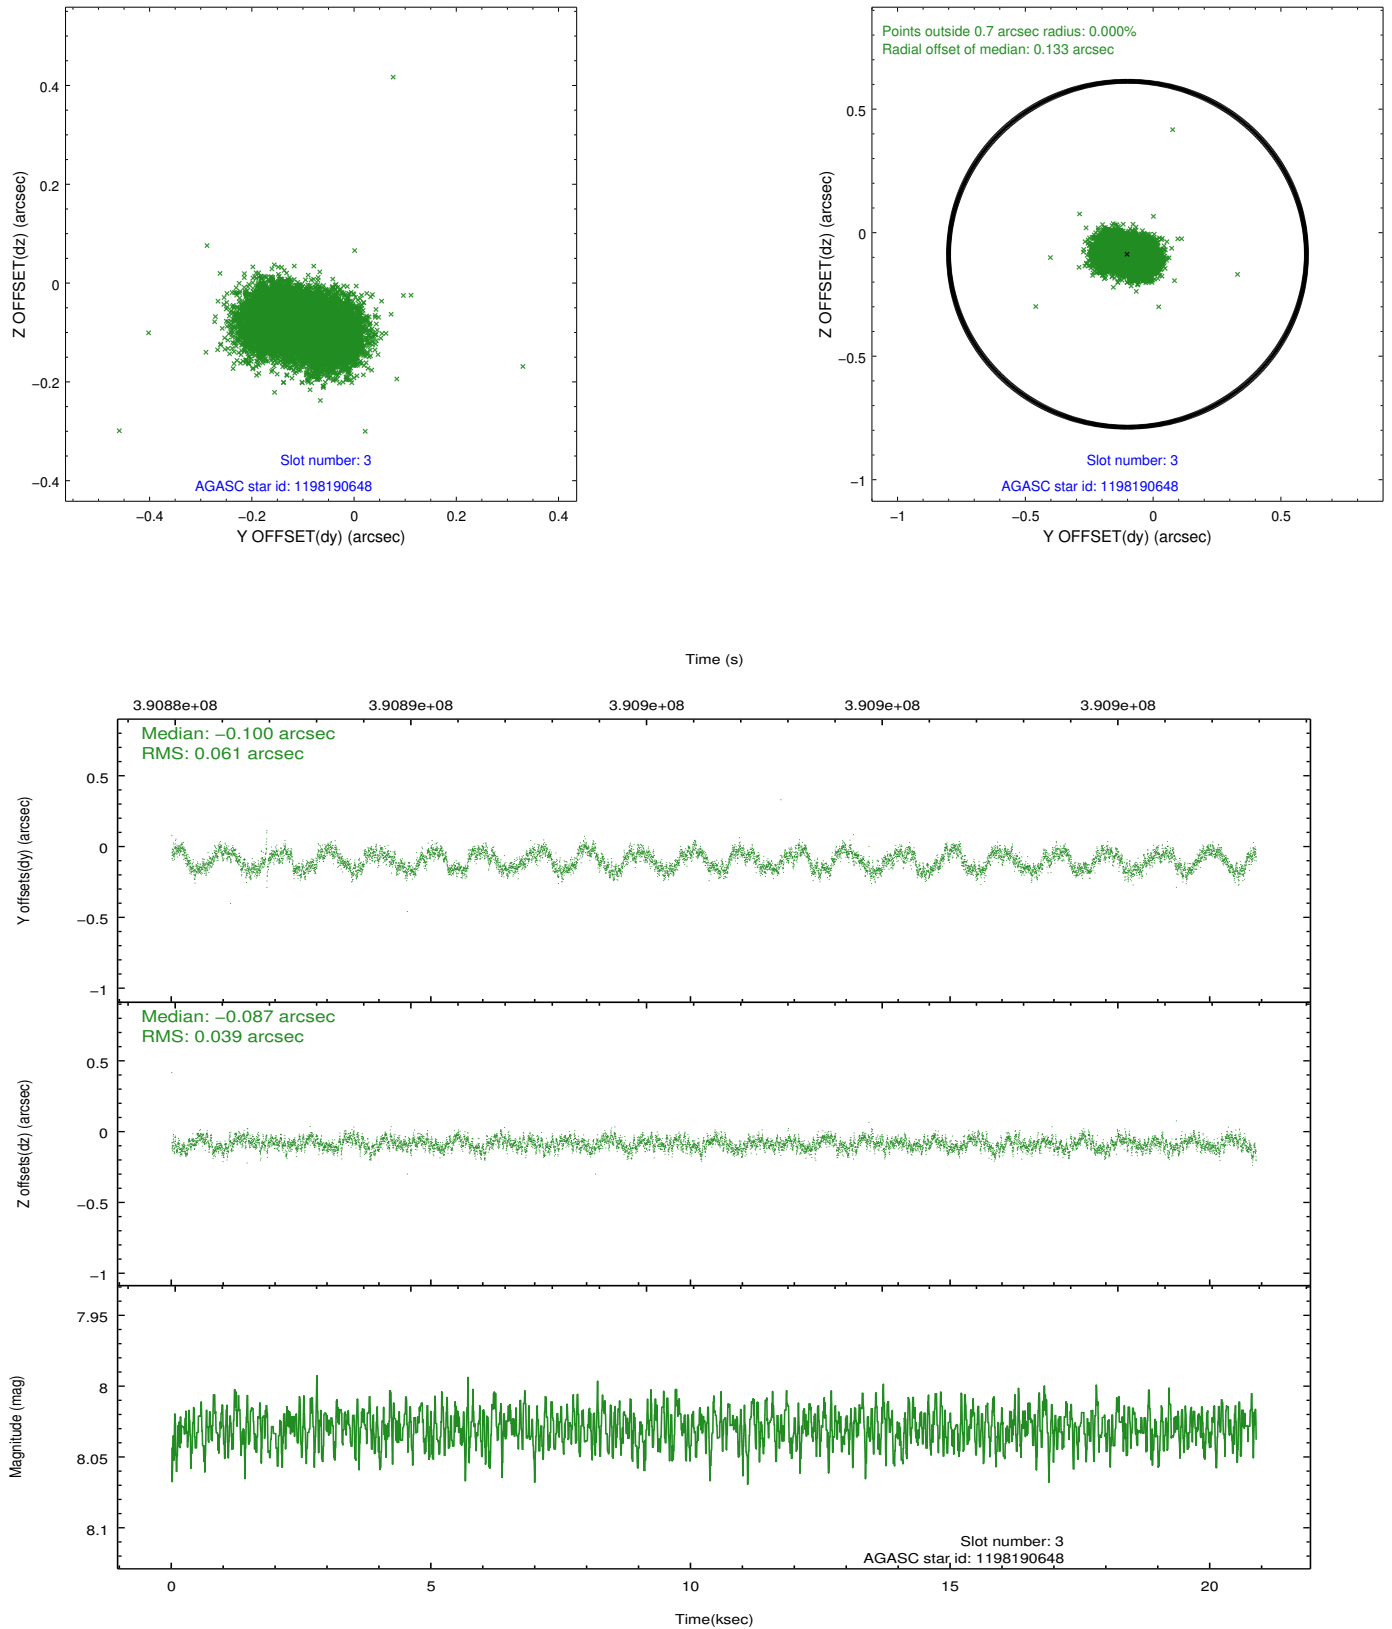 0.4
0.2
0
−0.2
−0.4
Z OFFSET(dz) (arcsec)
Slot number: 3
AGASC star id: 1198190648
−0.4
−0.2
0
0.2
0.4
Y OFFSET(dy) (arcsec)
Points outside 0.7 arcsec radius: 0.000%
Radial offset of median: 0.133 arcsec
0.5
0
−0.5
−1
Z OFFSET(dz) (arcsec)
Slot number: 3
AGASC star id: 1198190648
−1
−0.5
0
0.5
Y OFFSET(dy) (arcsec)
Time (s)
3.9088e+08
3.9089e+08
3.909e+08
3.909e+08
3.909e+08
Median: −0.100 arcsec
RMS: 0.061 arcsec
0.5
0
−0.5
−1
Y offsets(dy) (arcsec)
Median: −0.087 arcsec
RMS: 0.039 arcsec
0.5
0
−0.5
−1
Z offsets(dz) (arcsec)
7.95
8
8.05
8.1
Magnitude (mag)
Slot number: 3
AGASC star id: 1198190648
0
5
10
15
20
Time(ksec)